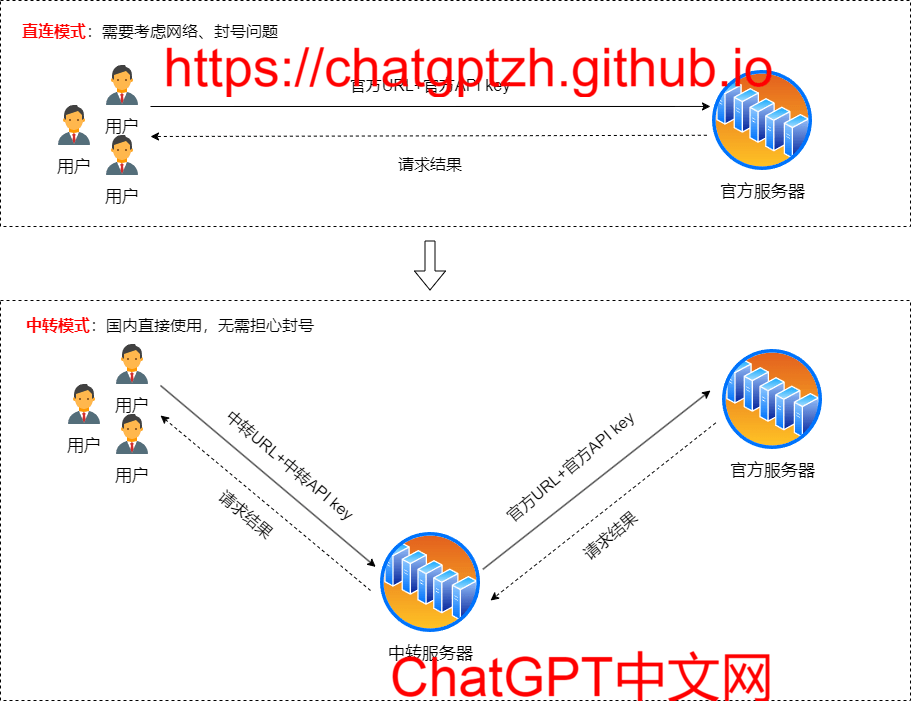 直连模式：需要考虑网络、封号问题
https://chatgptzh.github.io
官方URL+官方API key
用户
用户
用户
请求结果
官方服务器
中转模式：国内直接使用，无需担心封号
用户
用户
用户
中转URL+中转API key
请求结果
官方URL+官方API key
请求结果
官方服务器
中转服务器
ChatGPT中文网